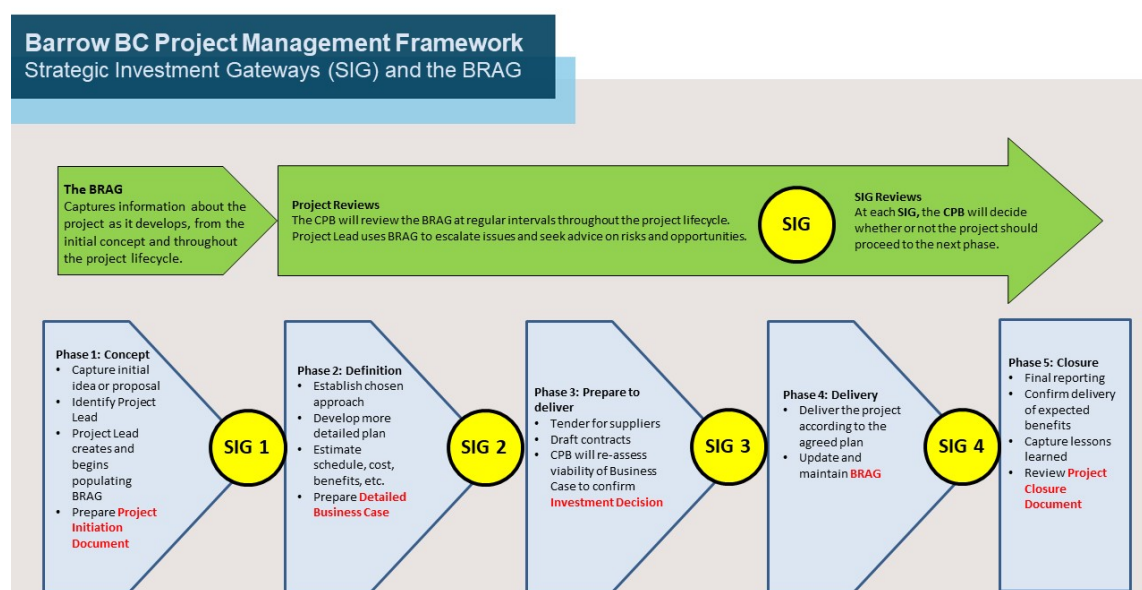 Barrow BC Project Management Framework
Strategic Investment Gateways (SIG) and the BRAG
The BRAG
Captures information about the
project as it develops, from the
initial concept and throughout
the project lifecycle.
Project Reviews
The CPB will review the BRAG at regular intervals throughout the project lifecycle.
Project Lead uses BRAG to escalate issues and seek advice on risks and opportunities.
SIG
SIG Reviews
At each SIG, the CPB will decide
whether or not the project should
proceed to the next phase.
Phase 1: Concept
• Capture initial
idea or proposal
• Identify Project
Lead
• Project Lead
creates and
begins
populating
BRAG
• Prepare Project
Initiation
Document
SIG 1
Phase 2: Definition
• Establish chosen
approach
• Develop more
detailed plan
• Estimate
schedule, cost,
benefits, etc.
• Prepare Detailed
Business Case
SIG 2
Phase 3: Prepare to
deliver
• Tender for suppliers
• Draft contracts
• CPB will re-assess
viability of Business
Case to confirm
Investment Decision
SIG 3
Phase 4: Delivery
• Deliver the project
according to the
agreed plan
• Update and
maintain BRAG
SIG 4
Phase 5: Closure
• Final reporting
• Confirm delivery
of expected
benefits
• Capture lessons
learned
• Review Project
Closure
Document